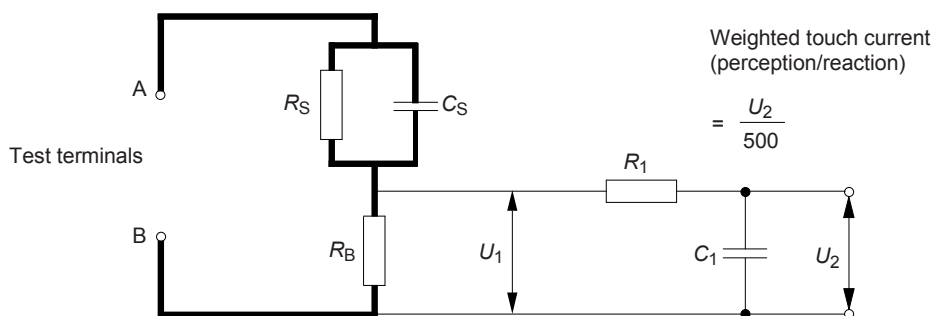 Weighted touch current
(perception/reaction)
= U2
500
A
RS
CS
Test terminals
R1
B
RB
U1
C1
U2